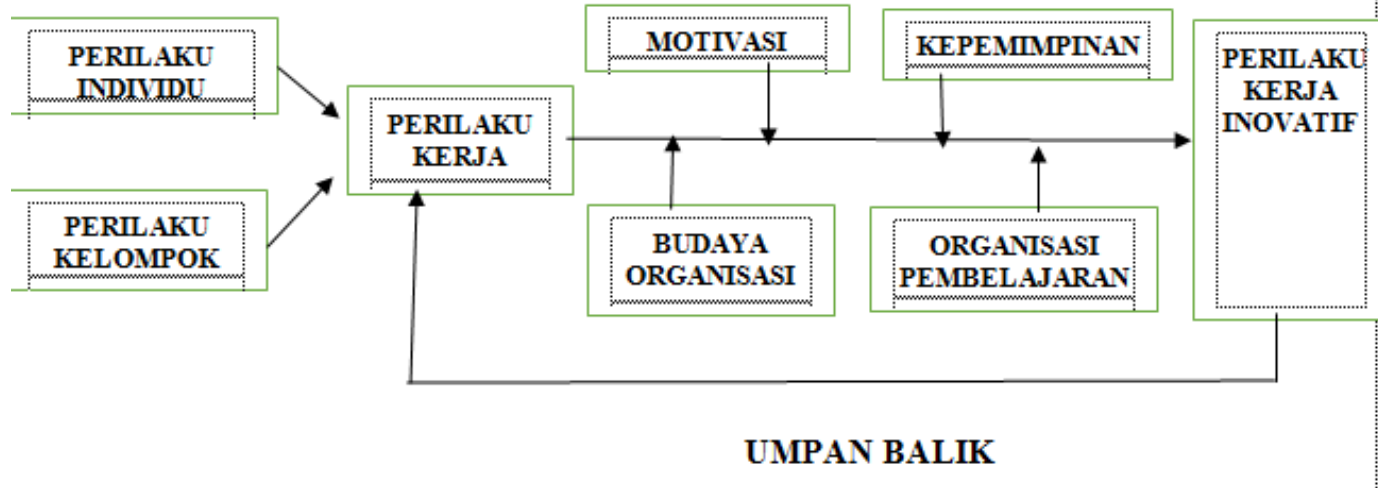 PERILAKU
INDIVIDU
PERILAKU
KELOMPOK
PERILAKU
KERJA
MOTIVASI
BUDAYA
ORGANISASI
KEPEMIMPINAN
ORGANISASI
PEMBELAJARAN
PERILAKU
KERJA
INOVATIF
UMPAN BALIK